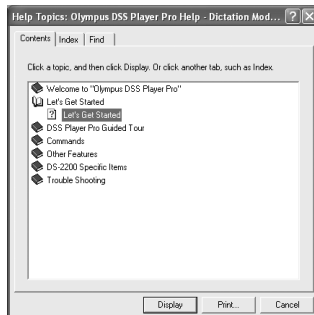 Help Topics: Olympus DSS Player Pro Help - Dictation Mod...
Contents Index Find
Click a topic, and then click Display. Or click another tab, such as Index.
Welcome to "Olympus DSS Player Pro"
Let's Get Started
Let's Get Started
DSS Player Pro Guided Tour
Commands
Other Features
DS-2200 Specific Items
Trouble Shooting
Display Print... Cancel